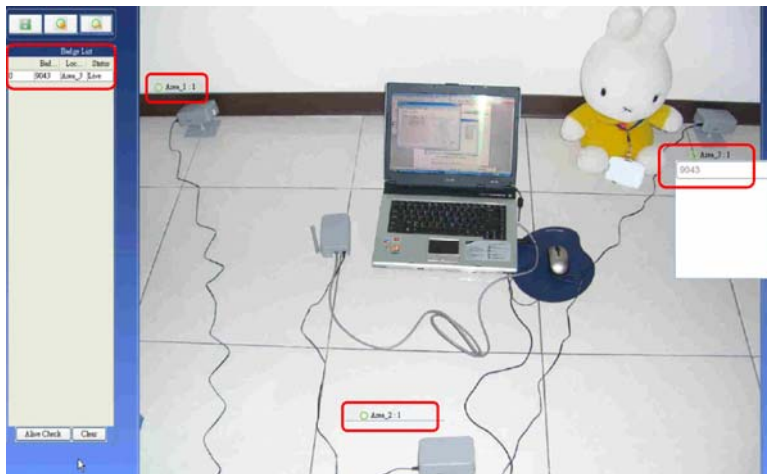 Badge List
Bad... Loc... Status
0 9043 Area_3 Live
Area_1 : 1
Area_3 : 1
9043
Area_2 : 1
Alive Check Clear